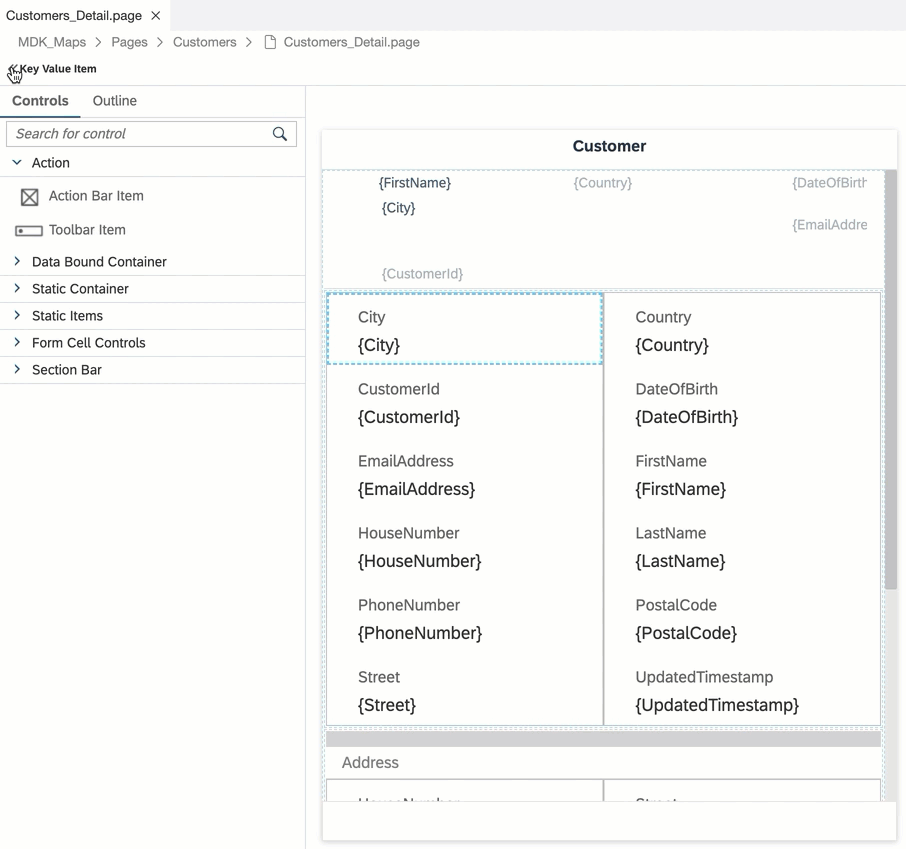 Customers_Detail.page
MDK_Maps > Pages > Customers > Customers_Detail.page
Key Value Item
Controls Outline
Search for control
Action
Action Bar Item
Toolbar Item
Data Bound Container
Static Container
Static Items
Form Cell Controls
Section Bar
Customer
{FirstName} {Country} {DateOfBirth
{City}
{EmailAddre
{CustomerId}
City Country
{City} {Country}
CustomerId DateOfBirth
{CustomerId} {DateOfBirth}
EmailAddress FirstName
{EmailAddress} {FirstName}
HouseNumber LastName
{HouseNumber} {LastName}
PhoneNumber PostalCode
{PhoneNumber} {PostalCode}
Street UpdatedTimestamp
{Street} {UpdatedTimestamp}
Address